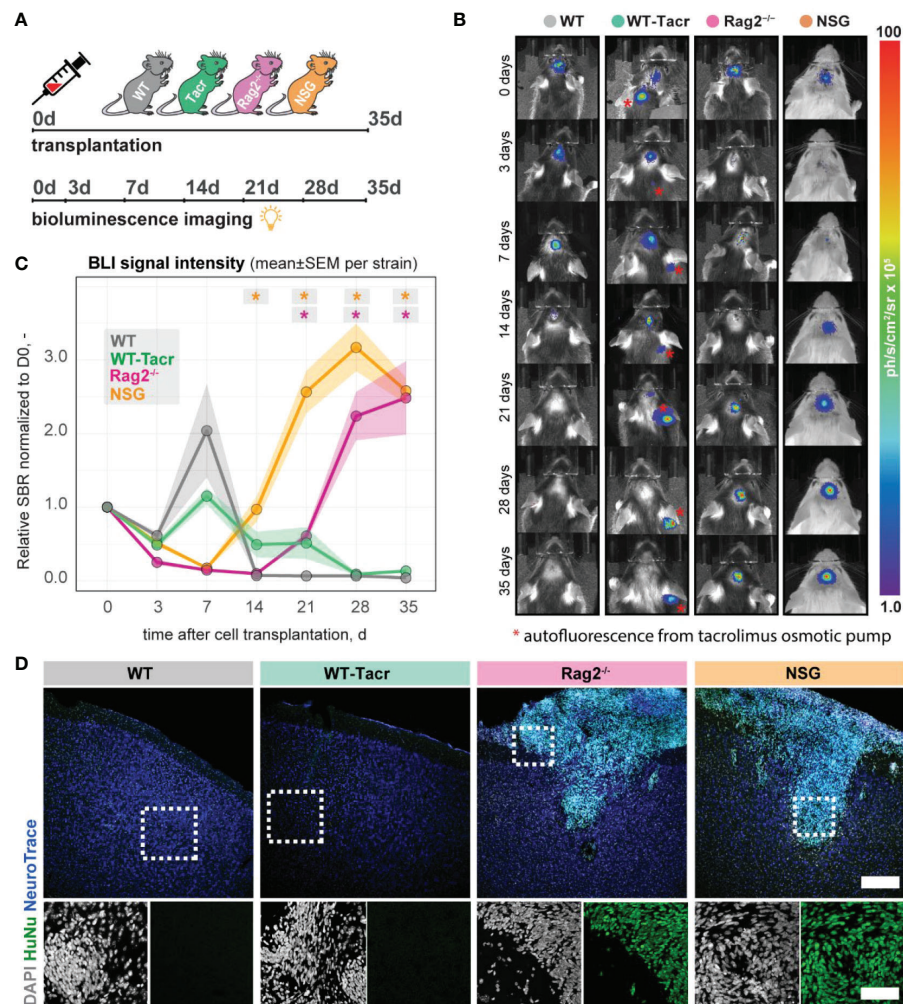 A
WT
Tacr
Rag2-/-
NSG
0d 35d
transplantation
0d 3d 7d 14d 21d 28d 35d
bioluminescence imaging
B
WT WT-Tacr Rag2⁻/⁻ NSG
0 days
3 days
7 days
14 days
21 days
28 days
35 days
*
*
*
*
*
*
*
100
ph/s/cm²/sr x 10⁵
1.0
* autofluorescence from tacrolimus osmotic pump
C
BLI signal intensity (mean±SEM per strain)
* * * *
* * *
WT
WT-Tacr
Rag2⁻/⁻
NSG
Relative SBR normalized to D0, -
3.0
2.0
1.0
0.0
0 3 7 14 21 28 35
time after cell transplantation, d
D
WT WT-Tacr Rag2⁻/⁻ NSG
DAPI HuNu NeuroTrace